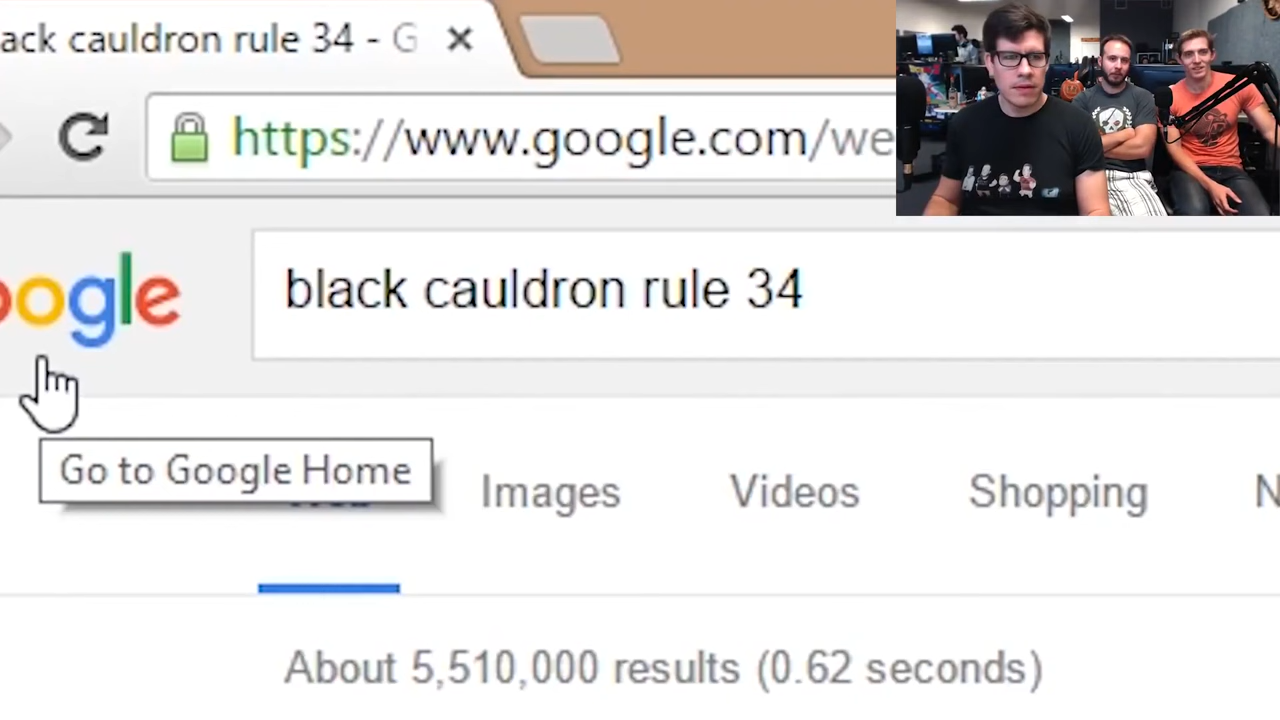 ack cauldron rule 34 - G
https://www.google.com/we
oogle
black cauldron rule 34
Go to Google Home
Images Videos Shopping N
About 5,510,000 results (0.62 seconds)